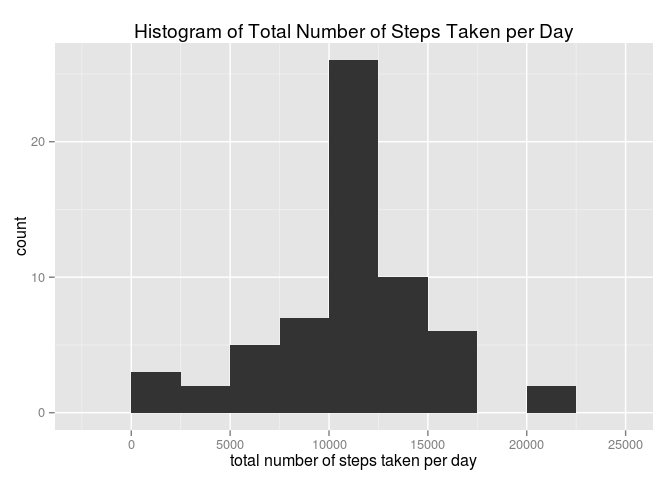 Histogram of Total Number of Steps Taken per Day
20
10
0
count
0 5000 10000 15000 20000 25000
total number of steps taken per day